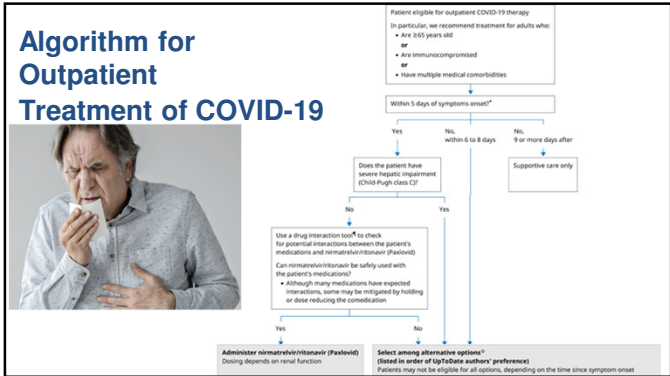 Algorithm for
Outpatient
Treatment of COVID-19
Patient eligible for outpatient COVID-19 therapy
In particular, we recommend treatment for adults who:
• Are ≥65 years old
or
• Are immunocompromised
or
• Have multiple medical comorbidities
Within 5 days of symptoms onset?*
Yes
No,
within 6 to 8 days
No,
9 or more days after
Does the patient have
severe hepatic impairment
(Child-Pugh class C)?
Supportive care only
No
Yes
Use a drug interaction tool¶ to check
for potential interactions between the patient's
medications and nirmatrelvir/ritonavir (Paxlovid)
Can nirmatrelvir/ritonavir be safely used with
the patient's medications?
• Although many medications have expected
interactions, some may be mitigated by holding
or dose reducing the comedication
Yes
No
Administer nirmatrelvir/ritonavir (Paxlovid)
Dosing depends on renal function
Select among alternative options◊
(listed in order of UpToDate authors' preference)
Patients may not be eligible for all options, depending on the time since symptom onset